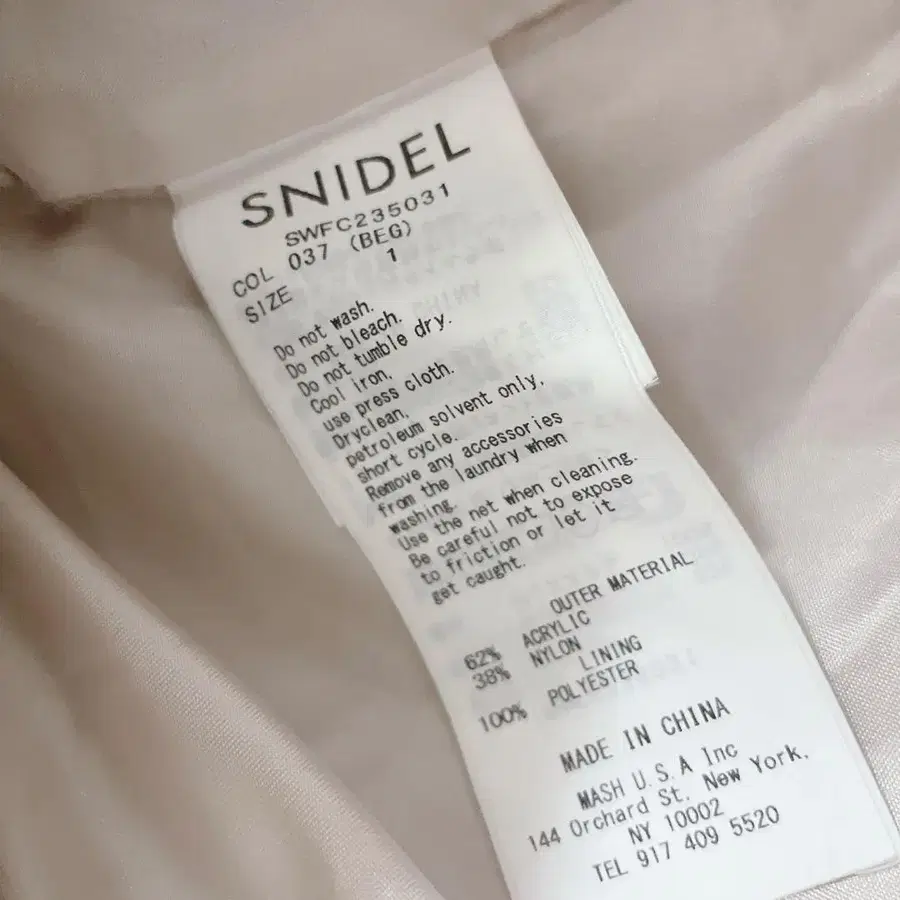 SNIDEL
SWFC235031
COL 037 (BEG)
SIZE 1
Do not wash.
Do not bleach.
Do not tumble dry.
Cool iron,
use press cloth.
Dryclean,
petroleum solvent only,
short cycle.
Remove any accessories
from the laundry when
washing.
Use the net when cleaning.
Be careful not to expose
to friction or let it
get caught.
OUTER MATERIAL
62% ACRYLIC
38% NYLON
LINING
100% POLYESTER
MADE IN CHINA
MASH U.S.A Inc
144 Orchard St. New York,
NY 10002
TEL 917 409 5520